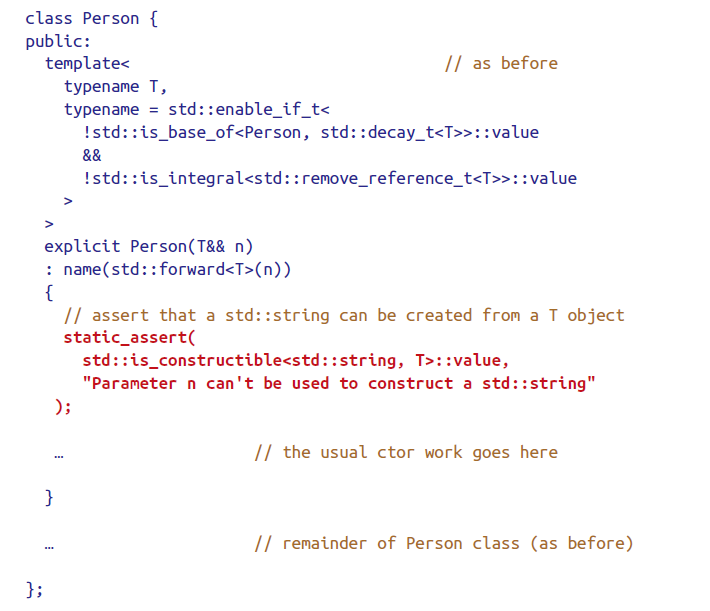 class Person {
public:
  template<                                 // as before
    typename T,
    typename = std::enable_if_t<
      !std::is_base_of<Person, std::decay_t<T>>::value
      &&
      !std::is_integral<std::remove_reference_t<T>>::value
    >
  >
  explicit Person(T&& n)
  : name(std::forward<T>(n))
  {
    // assert that a std::string can be created from a T object
    static_assert(
      std::is_constructible<std::string, T>::value,
      "Parameter n can't be used to construct a std::string"
   );
   …                    // the usual ctor work goes here
  }
  …                     // remainder of Person class (as before)
};